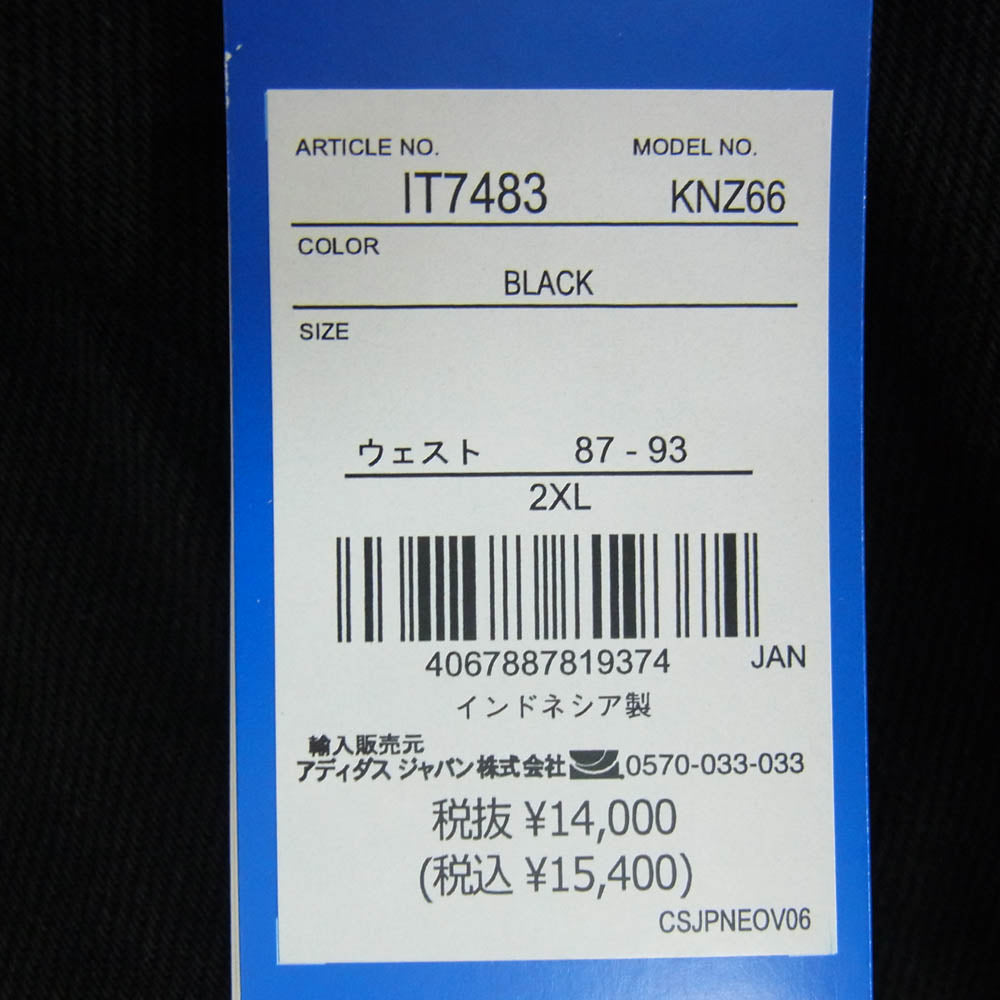 ARTICLE NO. MODEL NO.
IT7483 KNZ66
COLOR
BLACK
SIZE
ウェスト 87 - 93
2XL
4067887819374 JAN
インドネシア製
輸入販売元
アディダス ジャパン株式会社 0570-033-033
税抜 ¥14,000
(税込 ¥15,400)
CSJPNEOV06